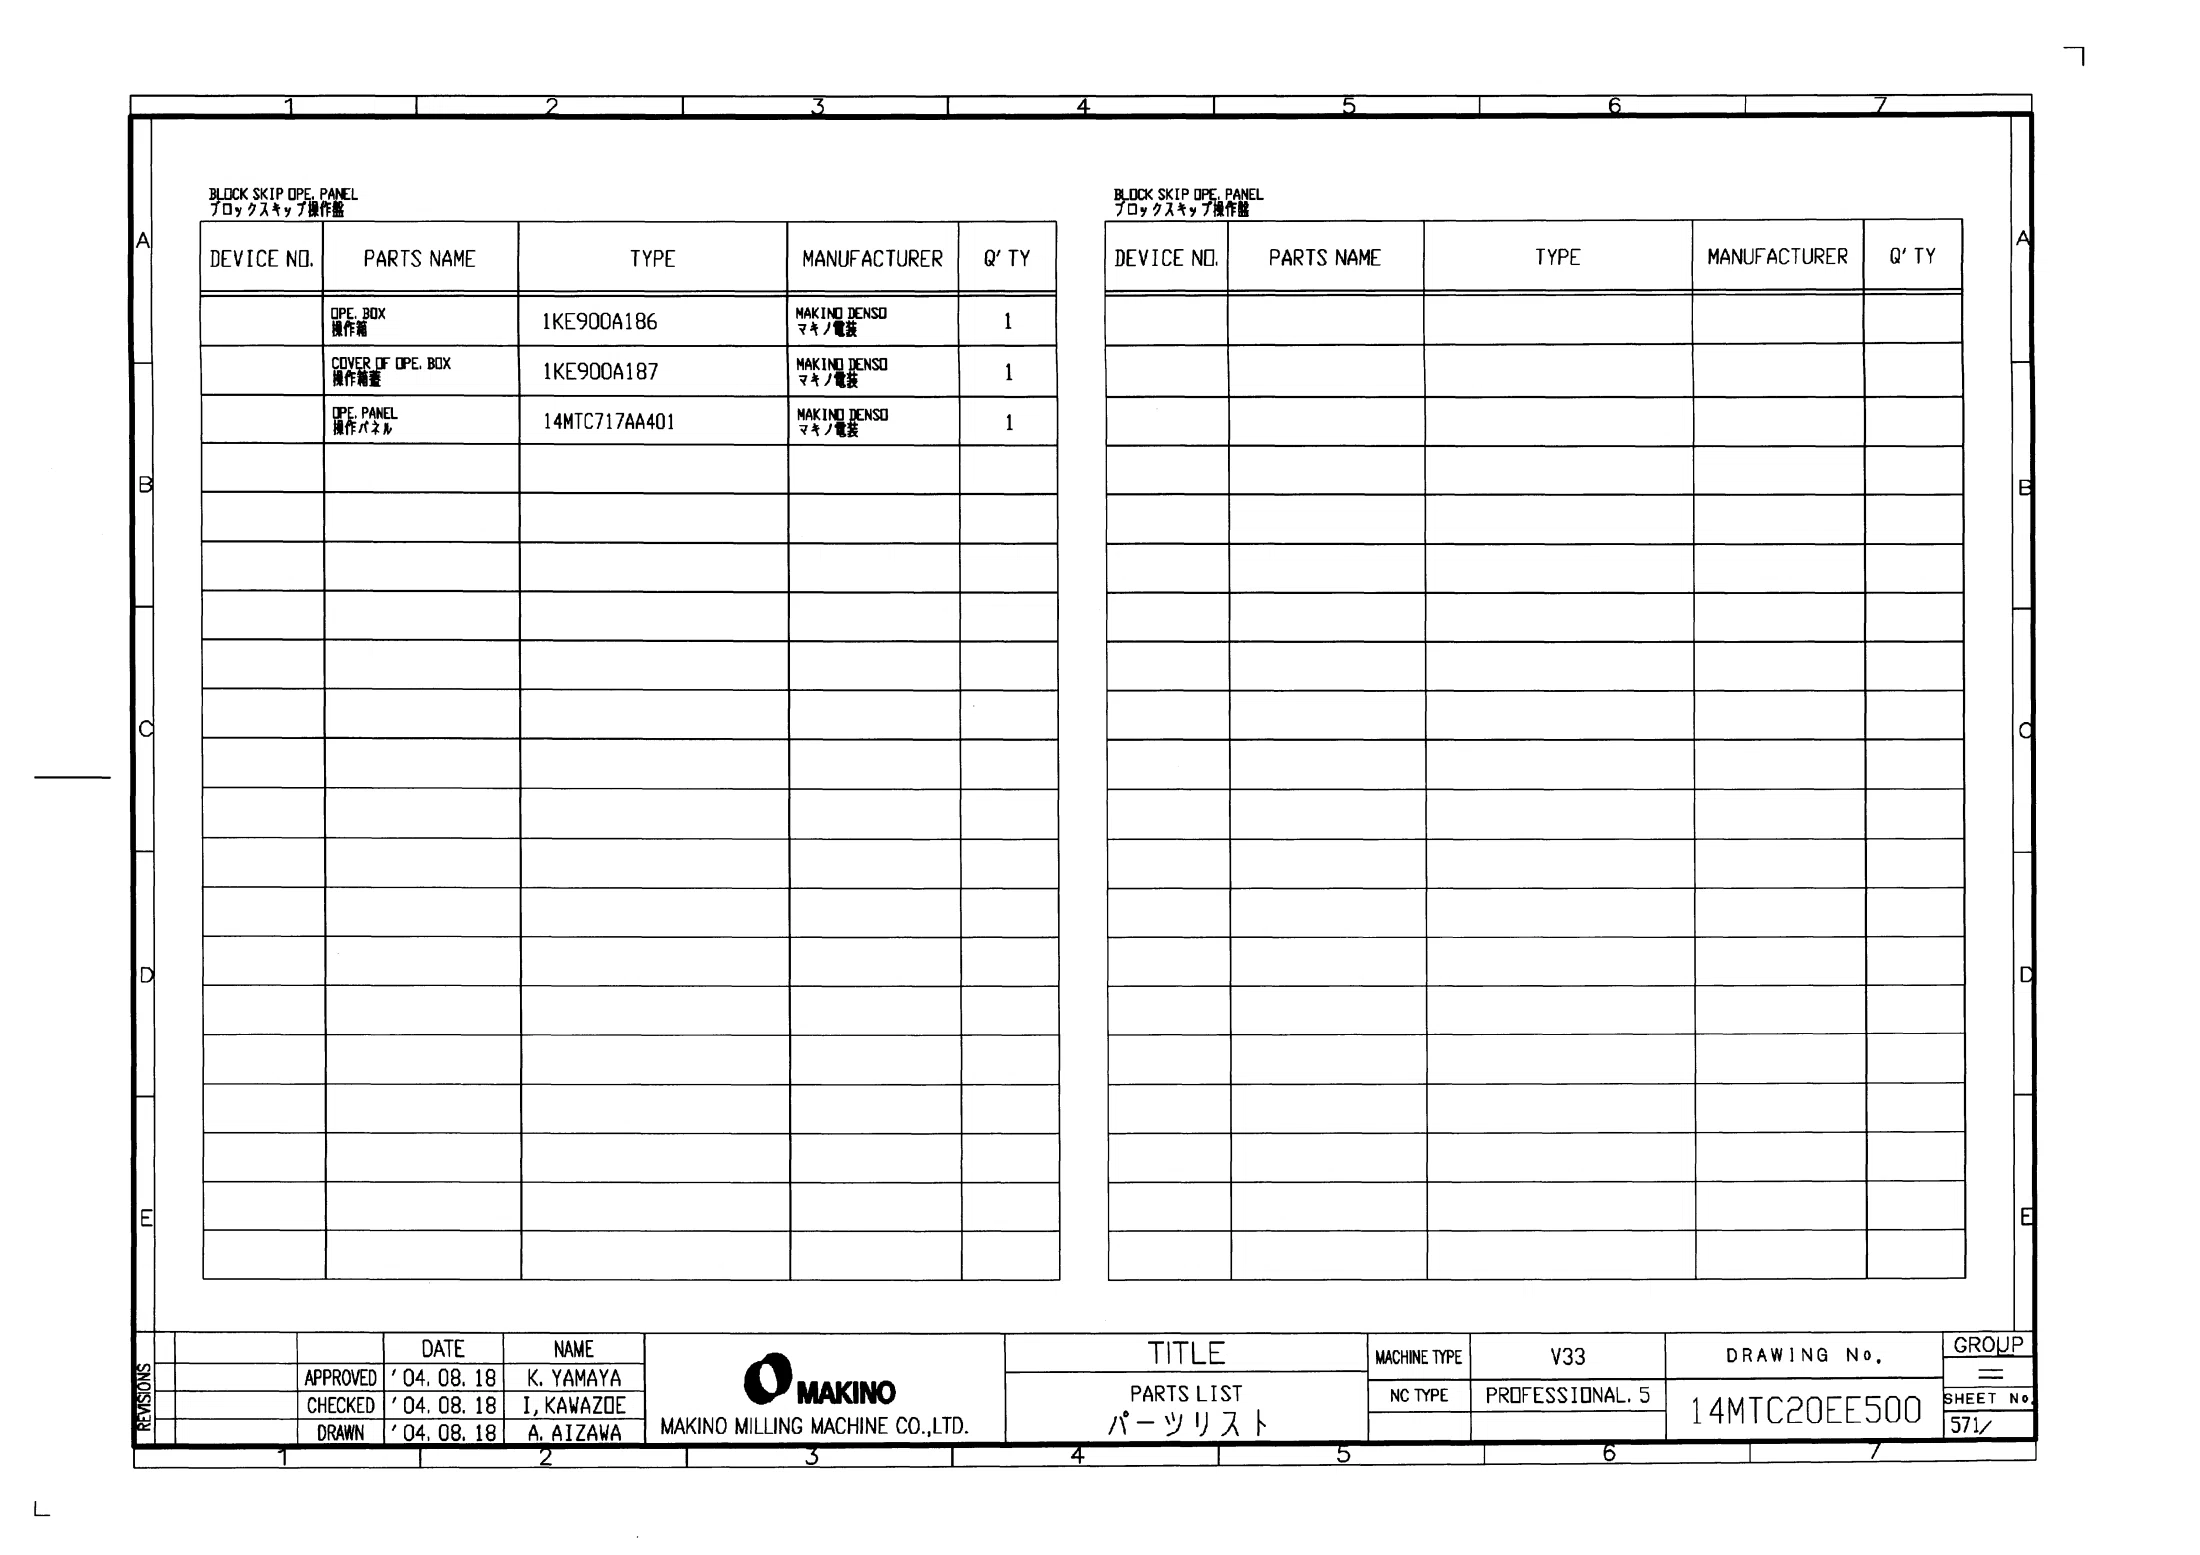 1 2 3 4 5 6 7
BLOCK SKIP OPE. PANEL
ブロックスキップ操作盤
DEVICE NO. PARTS NAME TYPE MANUFACTURER Q'TY
OPE. BOX 1KE900A186 MAKINO DENSO 1
操作箱 マキノ電装
COVER OF OPE. BOX 1KE900A187 MAKINO DENSO 1
操作箱蓋 マキノ電装
OPE. PANEL 14MTC717AA401 MAKINO DENSO 1
操作パネル マキノ電装
BLOCK SKIP OPE. PANEL
ブロックスキップ操作盤
DEVICE NO. PARTS NAME TYPE MANUFACTURER Q'TY
A A
B B
C C
D D
E E
REVISIONS
DATE NAME
APPROVED '04. 08. 18 K. YAMAYA
CHECKED '04. 08. 18 I, KAWAZOE
DRAWN '04. 08. 18 A. AIZAWA
MAKINO
MAKINO MILLING MACHINE CO.,LTD.
TITLE
PARTS LIST
パーツリスト
MACHINE TYPE V33
NC TYPE PROFESSIONAL. 5
DRAWING No.
14MTC20EE500
GROUP
=
SHEET No.
571/
1 2 3 4 5 6 7